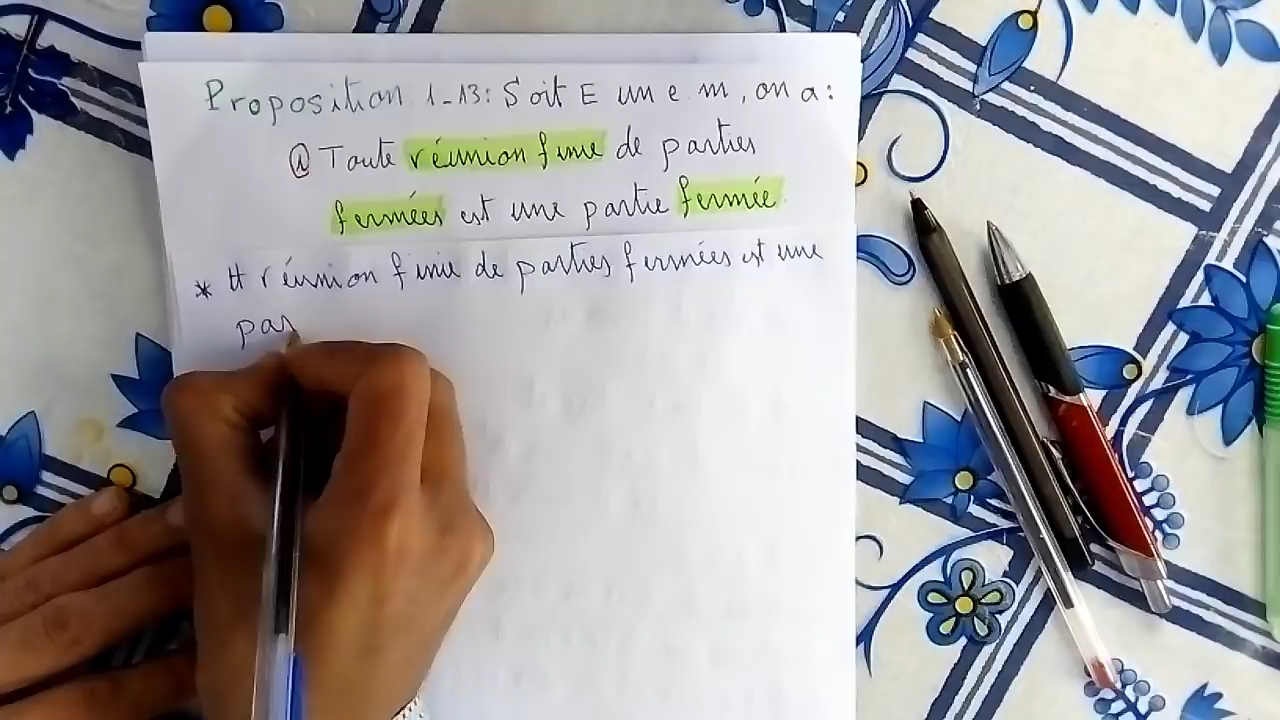 Proposition 1-13: Soit E un e.m, on a:
@ Toute réunion finie de parties
fermées est une partie fermée.
* # réunion finie de parties fermées est une
par